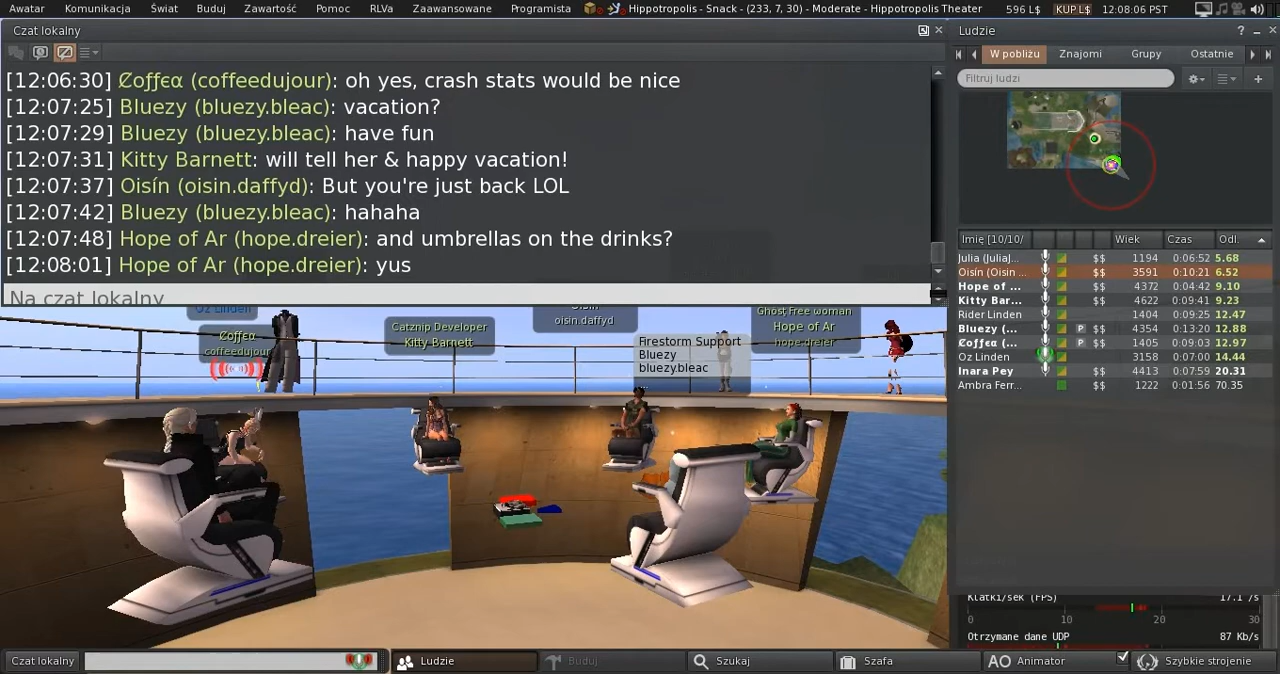 Awatar Komunikacja Świat Buduj Zawartość Pomoc RLVa Zaawansowane Programista Hippotropolis - Snack - (233, 7, 30) - Moderate - Hippotropolis Theater 596 L$ KUP L$ 12:08:06 PST
Czat lokalny
[12:06:30] Ȼσƒƒєα (coffeedujour): oh yes, crash stats would be nice
[12:07:25] Bluezy (bluezy.bleac): vacation?
[12:07:29] Bluezy (bluezy.bleac): have fun
[12:07:31] Kitty Barnett: will tell her & happy vacation!
[12:07:37] Oisín (oisin.daffyd): But you're just back LOL
[12:07:42] Bluezy (bluezy.bleac): hahaha
[12:07:48] Hope of Ar (hope.dreier): and umbrellas on the drinks?
[12:08:01] Hope of Ar (hope.dreier): yus
Na czat lokalny
Oz Linden
Ȼσƒƒєα
coffeedujour
Catznip Developer
Kitty Barnett
Oisín
oisin.daffyd
Firestorm Support
Bluezy
bluezy.bleac
Ghost Free woman
Hope of Ar
hope.dreier
Ludzie
W pobliżu Znajomi Grupy Ostatnie
Filtruj ludzi
Imię [10/10/ Wiek Czas Odl.
Julia (JuliaJ... $$ 1194 0:06:52 5.68
Oisín (Oisin ... $$ 3591 0:10:21 6.52
Hope of ... $$ 4372 0:04:42 9.10
Kitty Bar... $$ 4622 0:09:41 9.23
Rider Linden 1404 0:09:25 12.47
Bluezy (... P $$ 4354 0:13:20 12.88
Ȼσƒƒєα (... P $$ 1405 0:09:03 12.97
Oz Linden 3158 0:07:00 14.44
Inara Pey $$ 4413 0:07:59 20.31
Ambra Ferr... $$ 1222 0:01:56 70.35
Klatki/sek (FPS) 17.1 /s
0 10 20 30
Otrzymane dane UDP 87 Kb/s
Czat lokalny Ludzie Buduj Szukaj Szafa AO Animator Szybkie strojenie